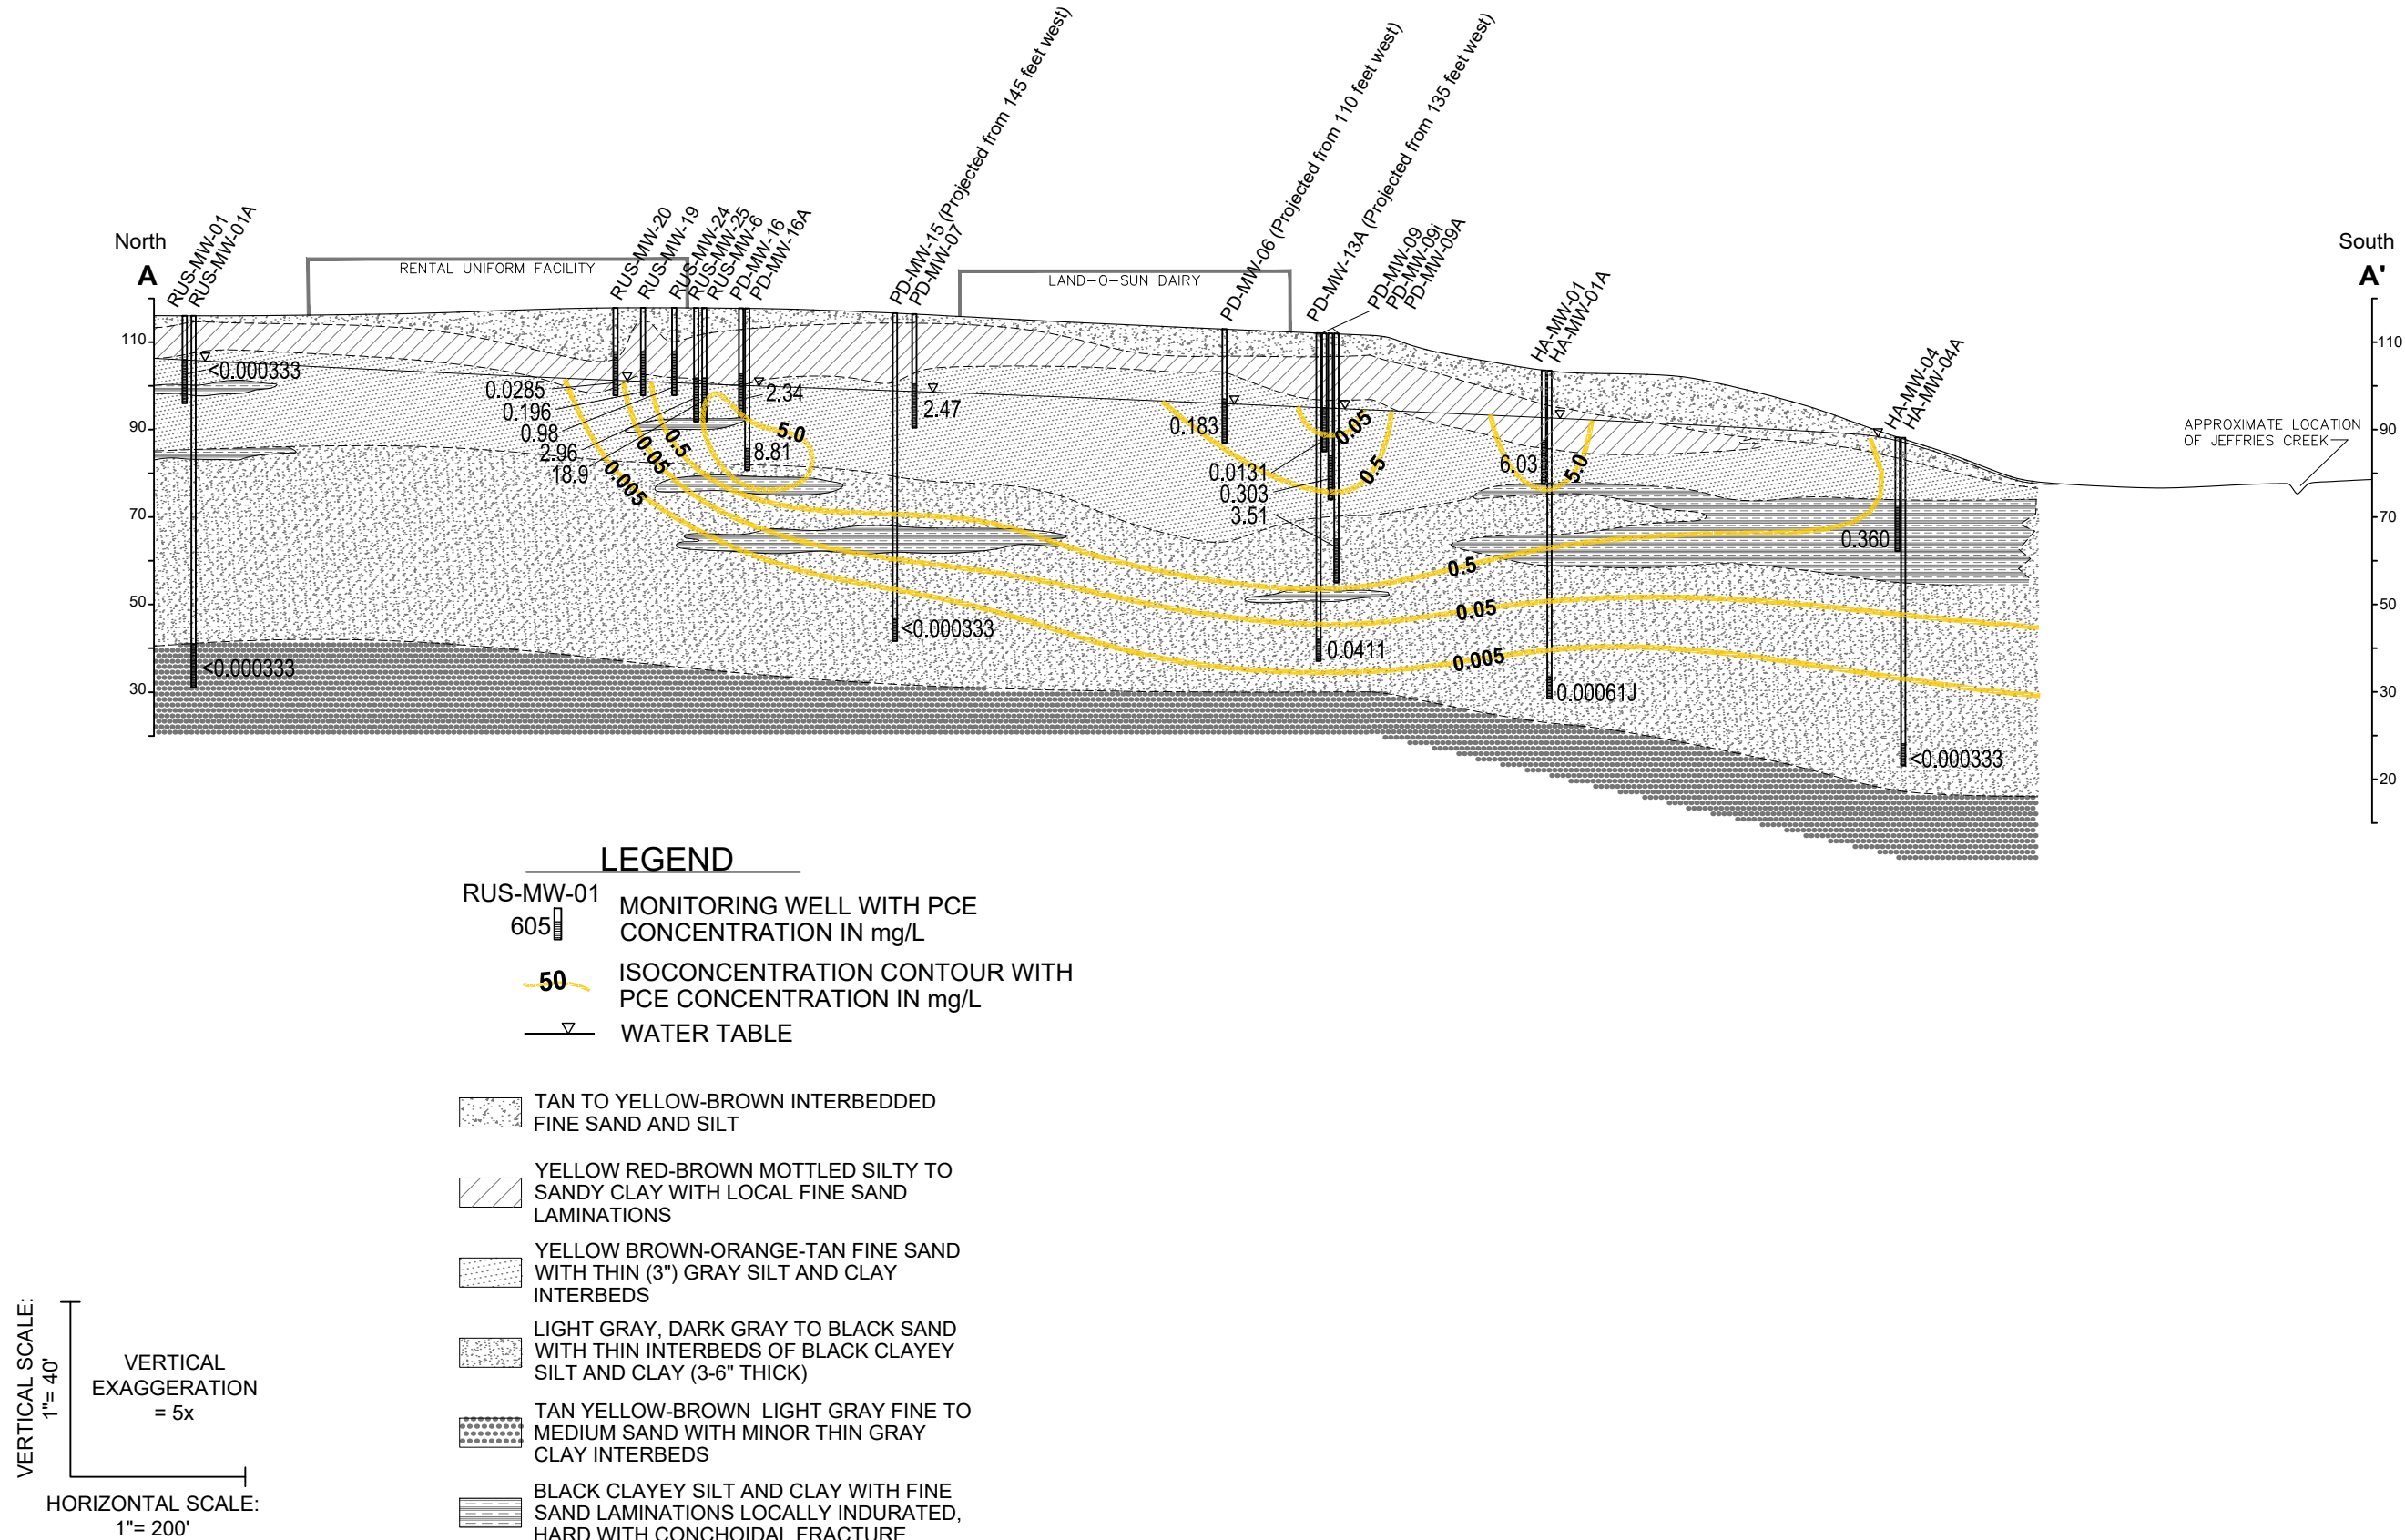 PD-MW-15 (Projected from 145 feet west)
PD-MW-07
PD-MW-06 (Projected from 110 feet west)
PD-MW-13A (Projected from 135 feet west)
PD-MW-09
PD-MW-09i
PD-MW-09A
North
A
South
A'
RUS-MW-01
RUS-MW-01A
RENTAL UNIFORM FACILITY
RUS-MW-20
RUS-MW-19
RUS-MW-24
RUS-MW-25
RUS-MW-6
PD-MW-16
PD-MW-16A
LAND-O-SUN DAIRY
HA-MW-01
HA-MW-01A
HA-MW-04
HA-MW-04A
APPROXIMATE LOCATION
OF JEFFRIES CREEK
110
90
70
50
30
110
90
70
50
30
20
<0.000333
0.0285
0.196
0.98
2.96
18.9
2.34
8.81
2.47
0.183
0.0131
0.303
3.51
6.03
0.360
5.0
0.5
0.05
0.005
0.05
0.5
5.0
0.5
0.05
0.005
<0.000333
<0.000333
0.0411
0.00061J
<0.000333
LEGEND
RUS-MW-01
605
MONITORING WELL WITH PCE
CONCENTRATION IN mg/L
50
ISOCONCENTRATION CONTOUR WITH
PCE CONCENTRATION IN mg/L
WATER TABLE
TAN TO YELLOW-BROWN INTERBEDDED
FINE SAND AND SILT
YELLOW RED-BROWN MOTTLED SILTY TO
SANDY CLAY WITH LOCAL FINE SAND
LAMINATIONS
YELLOW BROWN-ORANGE-TAN FINE SAND
WITH THIN (3") GRAY SILT AND CLAY
INTERBEDS
LIGHT GRAY, DARK GRAY TO BLACK SAND
WITH THIN INTERBEDS OF BLACK CLAYEY
SILT AND CLAY (3-6" THICK)
TAN YELLOW-BROWN LIGHT GRAY FINE TO
MEDIUM SAND WITH MINOR THIN GRAY
CLAY INTERBEDS
BLACK CLAYEY SILT AND CLAY WITH FINE
SAND LAMINATIONS LOCALLY INDURATED,
HARD WITH CONCHOIDAL FRACTURE
VERTICAL SCALE:
1"= 40'
VERTICAL
EXAGGERATION
= 5x
HORIZONTAL SCALE:
1"= 200'